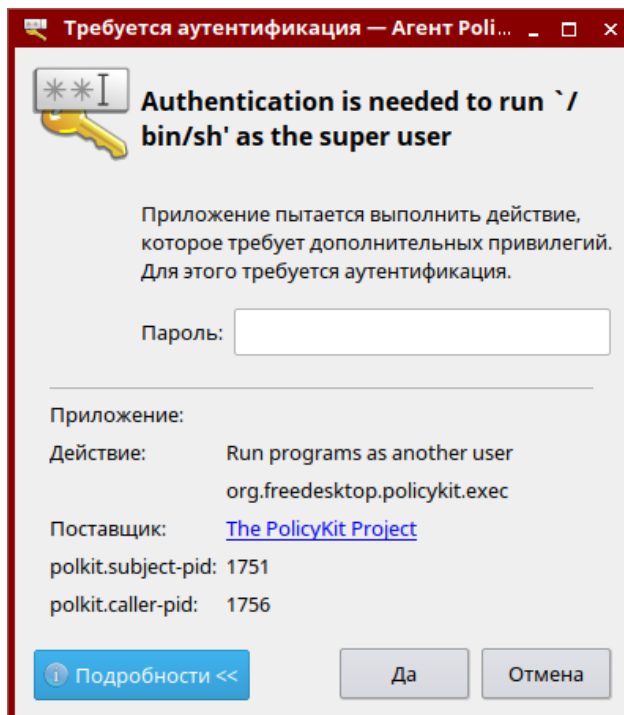 Требуется аутентификация — Агент Poli...
Authentication is needed to run `/
bin/sh' as the super user
Приложение пытается выполнить действие,
которое требует дополнительных привилегий.
Для этого требуется аутентификация.
Пароль:
Приложение:
Действие: Run programs as another user
org.freedesktop.policykit.exec
Поставщик: The PolicyKit Project
polkit.subject-pid: 1751
polkit.caller-pid: 1756
Подробности << Да Отмена